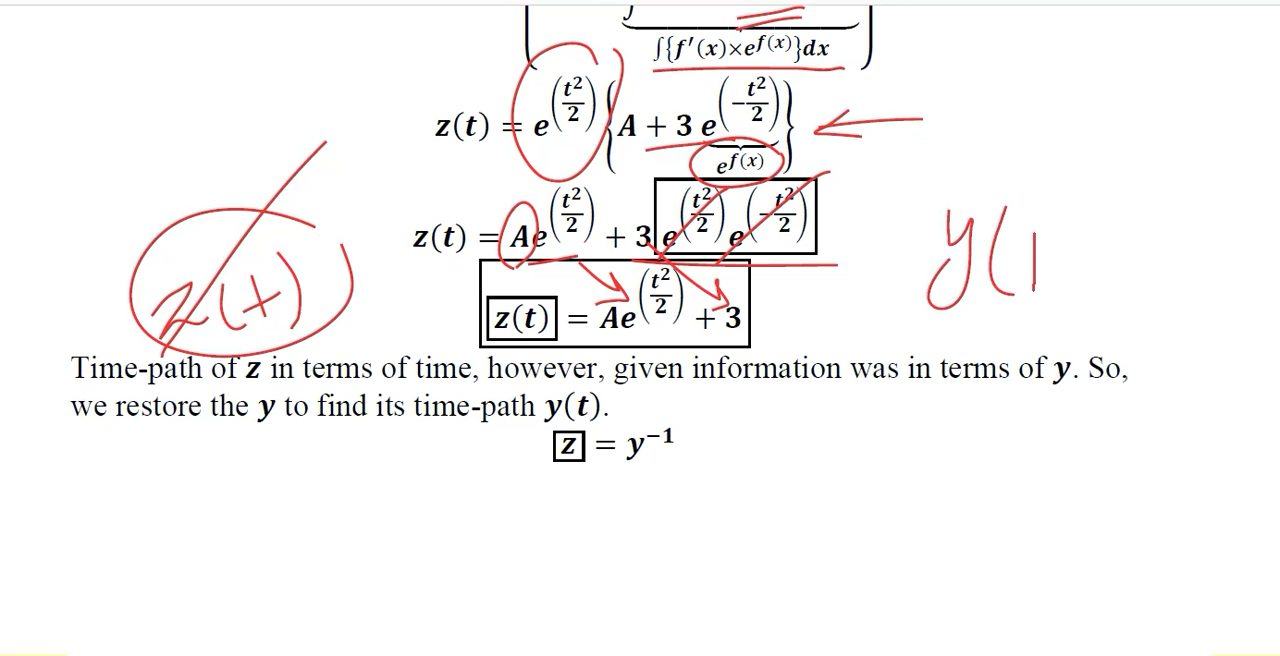 ∫{f′(x)×e^f(x)}dx
z(t) = e^(t²/2) {A + 3 e^(−t²/2)}
e^f(x)
z(t) = Ae^(t²/2) + 3 e^(t²/2) e^(−t²/2)
z(t) y(
z(t) = Ae^(t²/2) + 3
Time-path of z in terms of time, however, given information was in terms of y. So,
we restore the y to find its time-path y(t).
z = y⁻¹